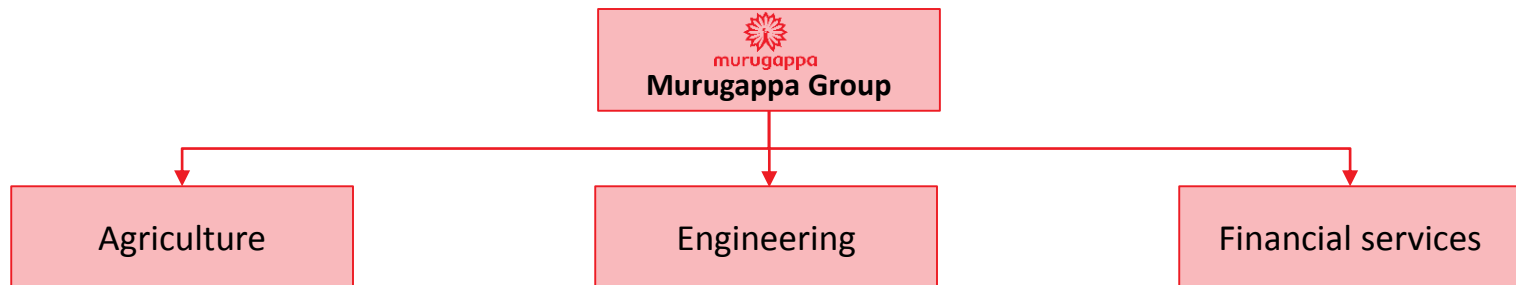 murugappa
Murugappa Group
Agriculture
Engineering
Financial services